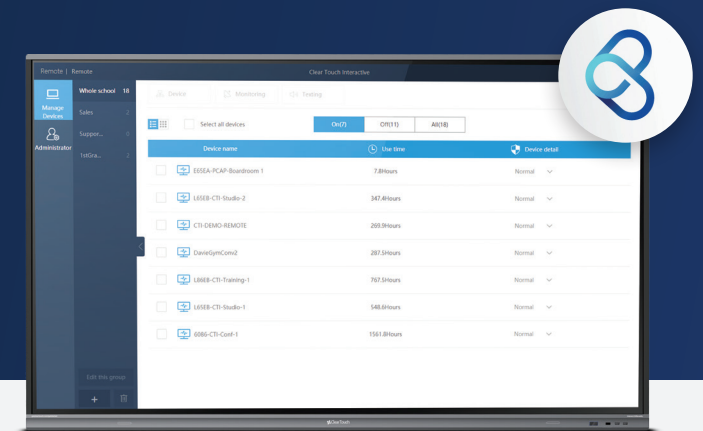 Remote | Remote
Clear Touch Interactive
Manage
Devices
Administrator
Whole school 18
Sales 2
Suppor... 0
1stGra... 2
Edit this group
Device
Monitoring
Testing
Select all devices
On(7) Off(11) All(18)
Device name Use time Device detail
E65EA-PCAP-Boardroom 1 7.8Hours Normal
L65EB-CTI-Studio-2 347.4Hours Normal
CTI-DEMO-REMOTE 269.9Hours Normal
DavieGymConv2 287.5Hours Normal
L86EB-CTI-Training-1 767.5Hours Normal
L65EB-CTI-Studio-1 548.6Hours Normal
6086-CTI-Conf-1 1561.8Hours Normal
ClearTouch